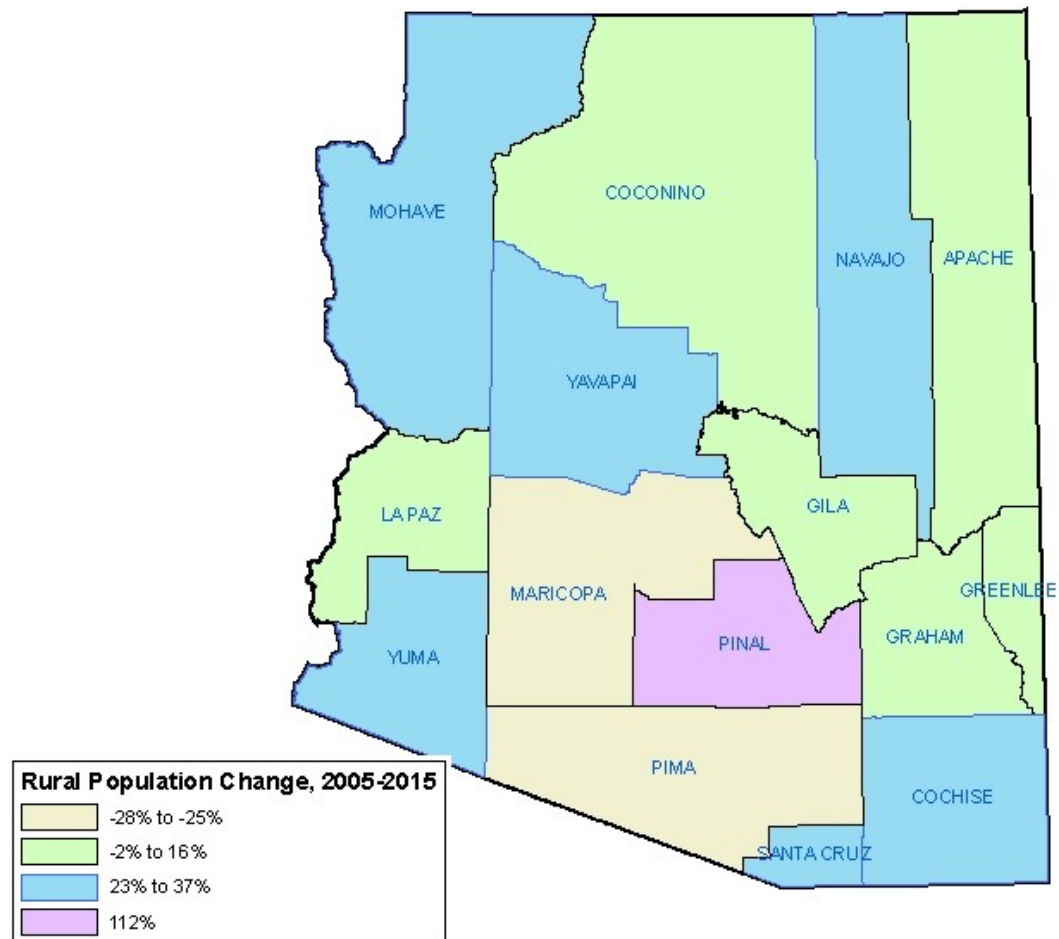 COCONINO
MOHAVE
NAVAJO
APACHE
YAVAPAI
LA PAZ
GILA
MARICOPA
GREENLEE
PINAL
GRAHAM
YUMA
PIMA
COCHISE
SANTA CRUZ
Rural Population Change, 2005-2015
-28% to -25%
-2% to 16%
23% to 37%
112%